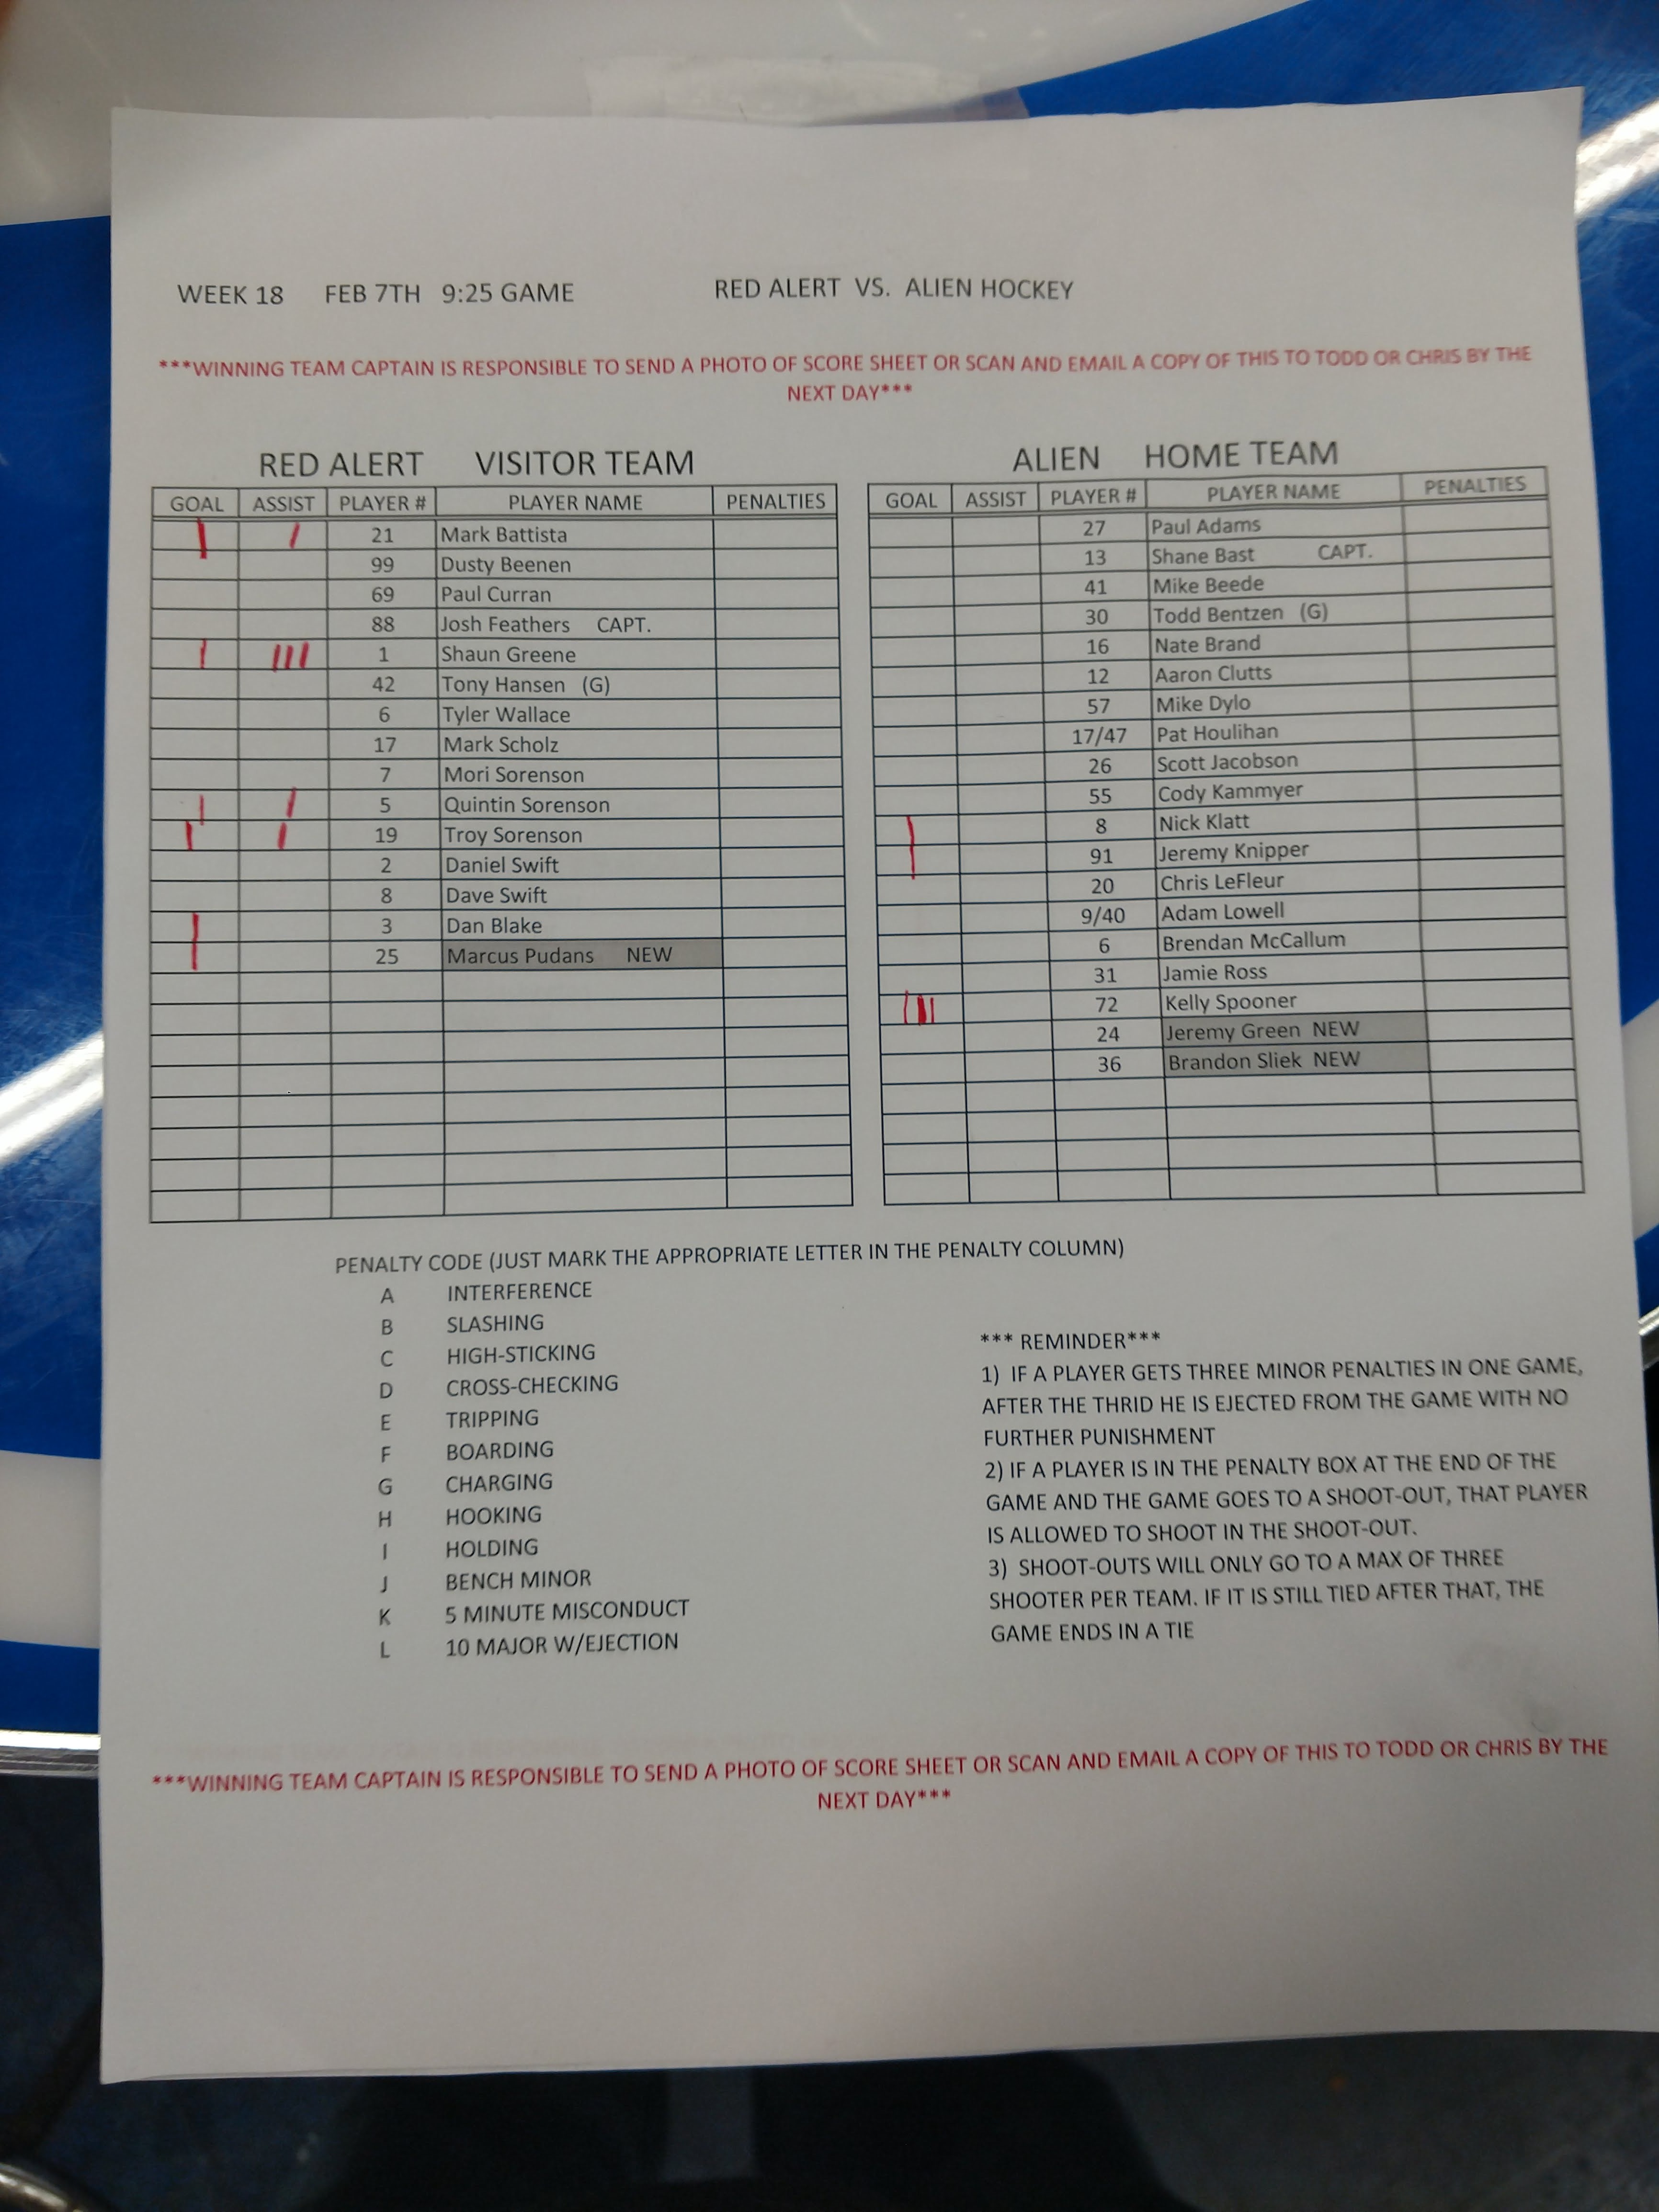 WEEK 18 FEB 7TH 9:25 GAME RED ALERT VS. ALIEN HOCKEY
***WINNING TEAM CAPTAIN IS RESPONSIBLE TO SEND A PHOTO OF SCORE SHEET OR SCAN AND EMAIL A COPY OF THIS TO TODD OR CHRIS BY THE
NEXT DAY***
RED ALERT VISITOR TEAM
GOAL ASSIST PLAYER # PLAYER NAME PENALTIES
21 Mark Battista
99 Dusty Beenen
69 Paul Curran
88 Josh Feathers CAPT.
1 Shaun Greene
42 Tony Hansen (G)
6 Tyler Wallace
17 Mark Scholz
7 Mori Sorenson
5 Quintin Sorenson
19 Troy Sorenson
2 Daniel Swift
8 Dave Swift
3 Dan Blake
25 Marcus Pudans NEW
ALIEN HOME TEAM
GOAL ASSIST PLAYER # PLAYER NAME PENALTIES
27 Paul Adams
13 Shane Bast CAPT.
41 Mike Beede
30 Todd Bentzen (G)
16 Nate Brand
12 Aaron Clutts
57 Mike Dylo
17/47 Pat Houlihan
26 Scott Jacobson
55 Cody Kammyer
8 Nick Klatt
91 Jeremy Knipper
20 Chris LeFleur
9/40 Adam Lowell
6 Brendan McCallum
31 Jamie Ross
72 Kelly Spooner
24 Jeremy Green NEW
36 Brandon Sliek NEW
PENALTY CODE (JUST MARK THE APPROPRIATE LETTER IN THE PENALTY COLUMN)
A INTERFERENCE
B SLASHING
C HIGH-STICKING
D CROSS-CHECKING
E TRIPPING
F BOARDING
G CHARGING
H HOOKING
I HOLDING
J BENCH MINOR
K 5 MINUTE MISCONDUCT
L 10 MAJOR W/EJECTION
*** REMINDER***
1) IF A PLAYER GETS THREE MINOR PENALTIES IN ONE GAME,
AFTER THE THRID HE IS EJECTED FROM THE GAME WITH NO
FURTHER PUNISHMENT
2) IF A PLAYER IS IN THE PENALTY BOX AT THE END OF THE
GAME AND THE GAME GOES TO A SHOOT-OUT, THAT PLAYER
IS ALLOWED TO SHOOT IN THE SHOOT-OUT.
3) SHOOT-OUTS WILL ONLY GO TO A MAX OF THREE
SHOOTER PER TEAM. IF IT IS STILL TIED AFTER THAT, THE
GAME ENDS IN A TIE
***WINNING TEAM CAPTAIN IS RESPONSIBLE TO SEND A PHOTO OF SCORE SHEET OR SCAN AND EMAIL A COPY OF THIS TO TODD OR CHRIS BY THE
NEXT DAY***